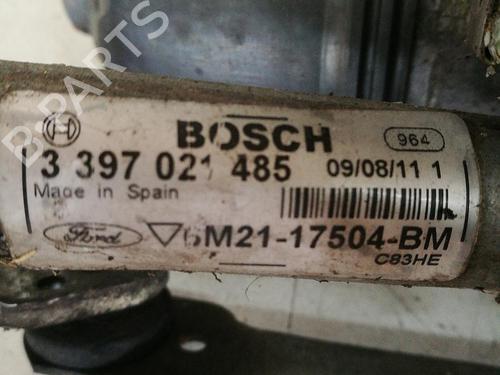 BOSCH
964
3 397 021 485
09/08/11 1
Made in Spain
Ford
6M21-17504-BM
C83HE
B-PARTS